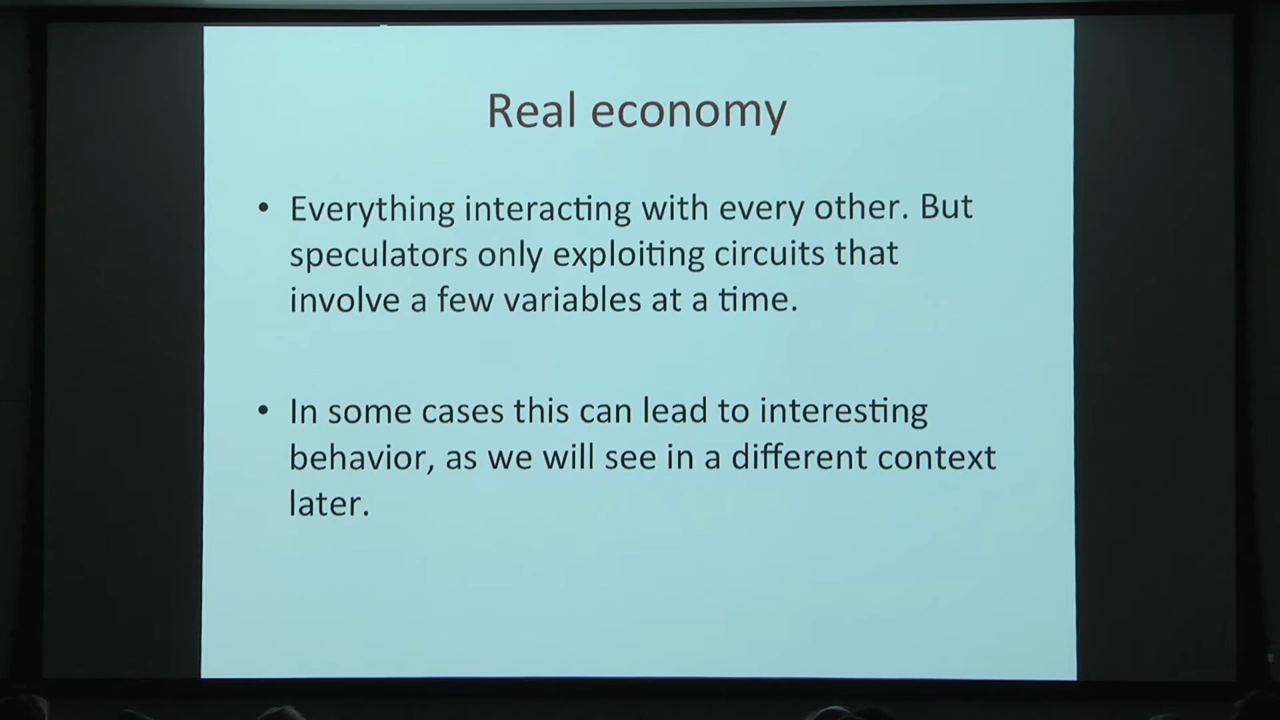 Real economy
• Everything interacting with every other. But
speculators only exploiting circuits that
involve a few variables at a time.
• In some cases this can lead to interesting
behavior, as we will see in a different context
later.